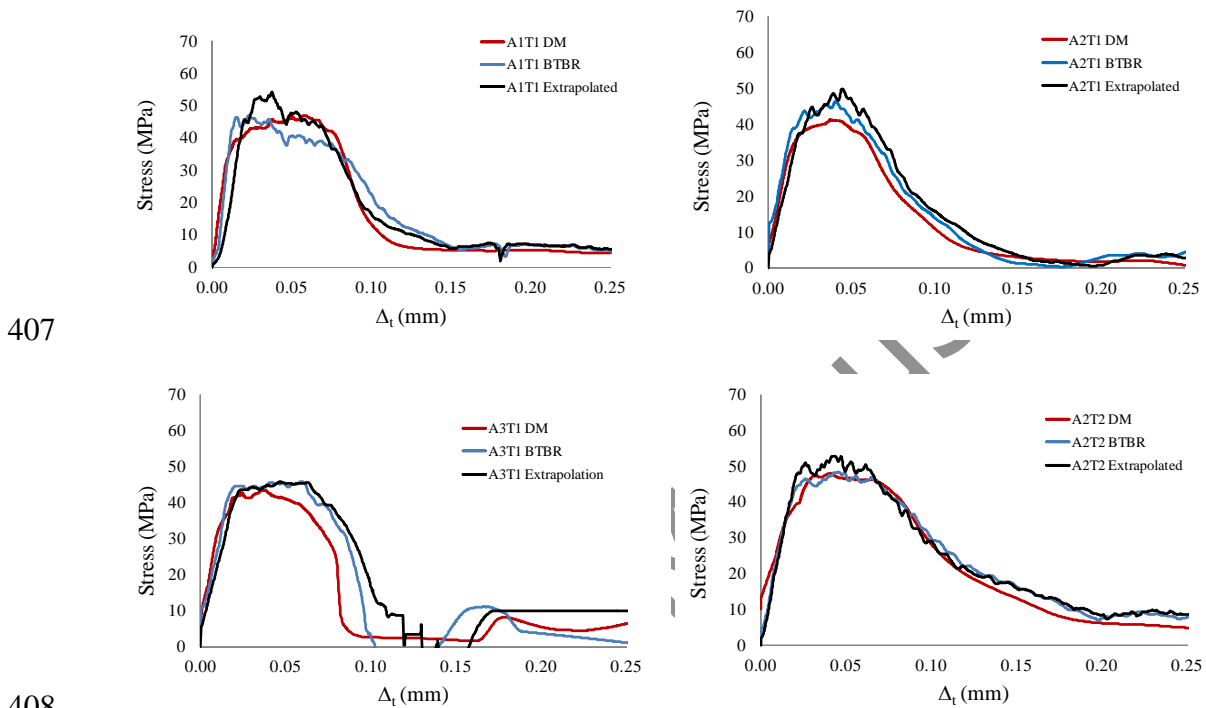 70
60
50
40
30
20
10
0
Stress (MPa)
A1T1 DM
A1T1 BTBR
A1T1 Extrapolated
0.00 0.05 0.10 0.15 0.20 0.25
Δt (mm)
70
60
50
40
30
20
10
0
Stress (MPa)
A2T1 DM
A2T1 BTBR
A2T1 Extrapolated
0.00 0.05 0.10 0.15 0.20 0.25
Δt (mm)
407
70
60
50
40
30
20
10
0
Stress (MPa)
A3T1 DM
A3T1 BTBR
A3T1 Extrapolation
0.00 0.05 0.10 0.15 0.20 0.25
Δt (mm)
70
60
50
40
30
20
10
0
Stress (MPa)
A2T2 DM
A2T2 BTBR
A2T2 Extrapolated
0.00 0.05 0.10 0.15 0.20 0.25
Δt (mm)
408